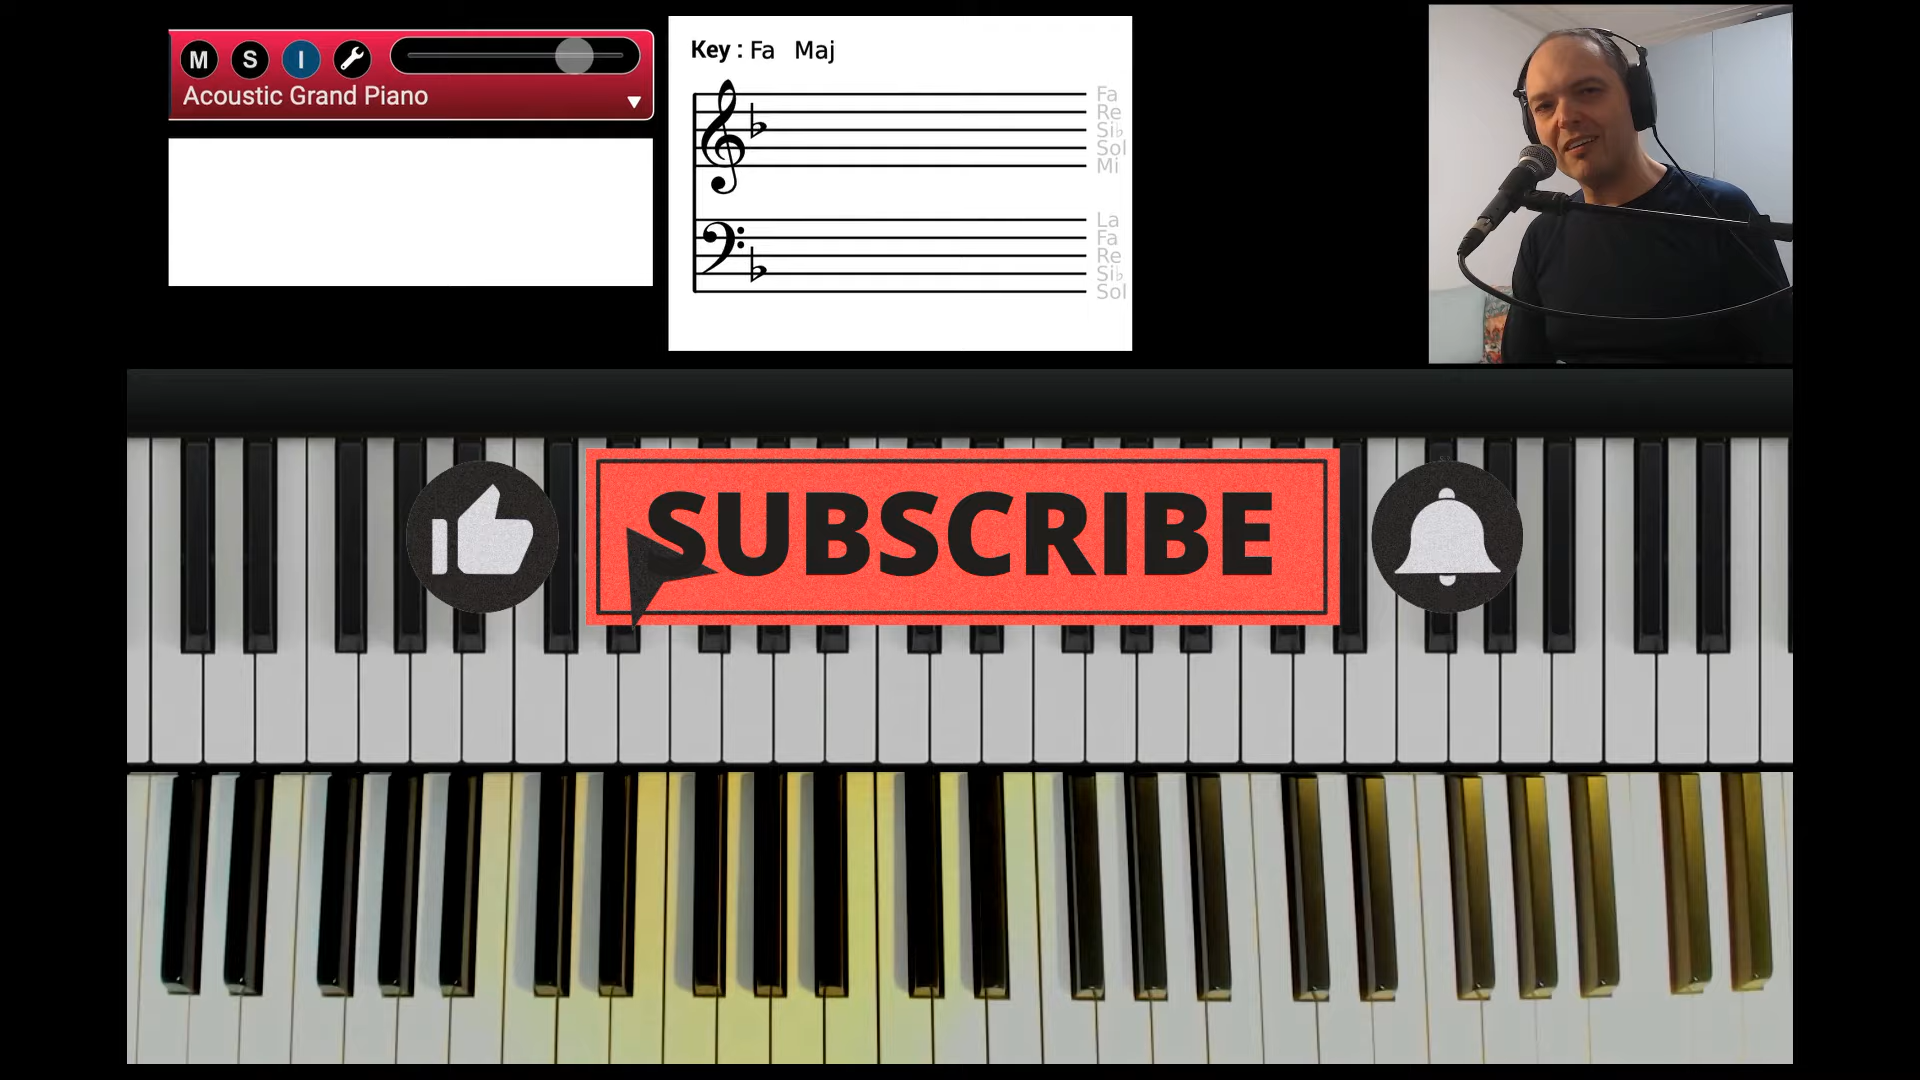 M S I
Acoustic Grand Piano
Key : Fa Maj
Fa
Re
Si♭
Sol
Mi
La
Fa
Re
Si♭
Sol
SUBSCRIBE